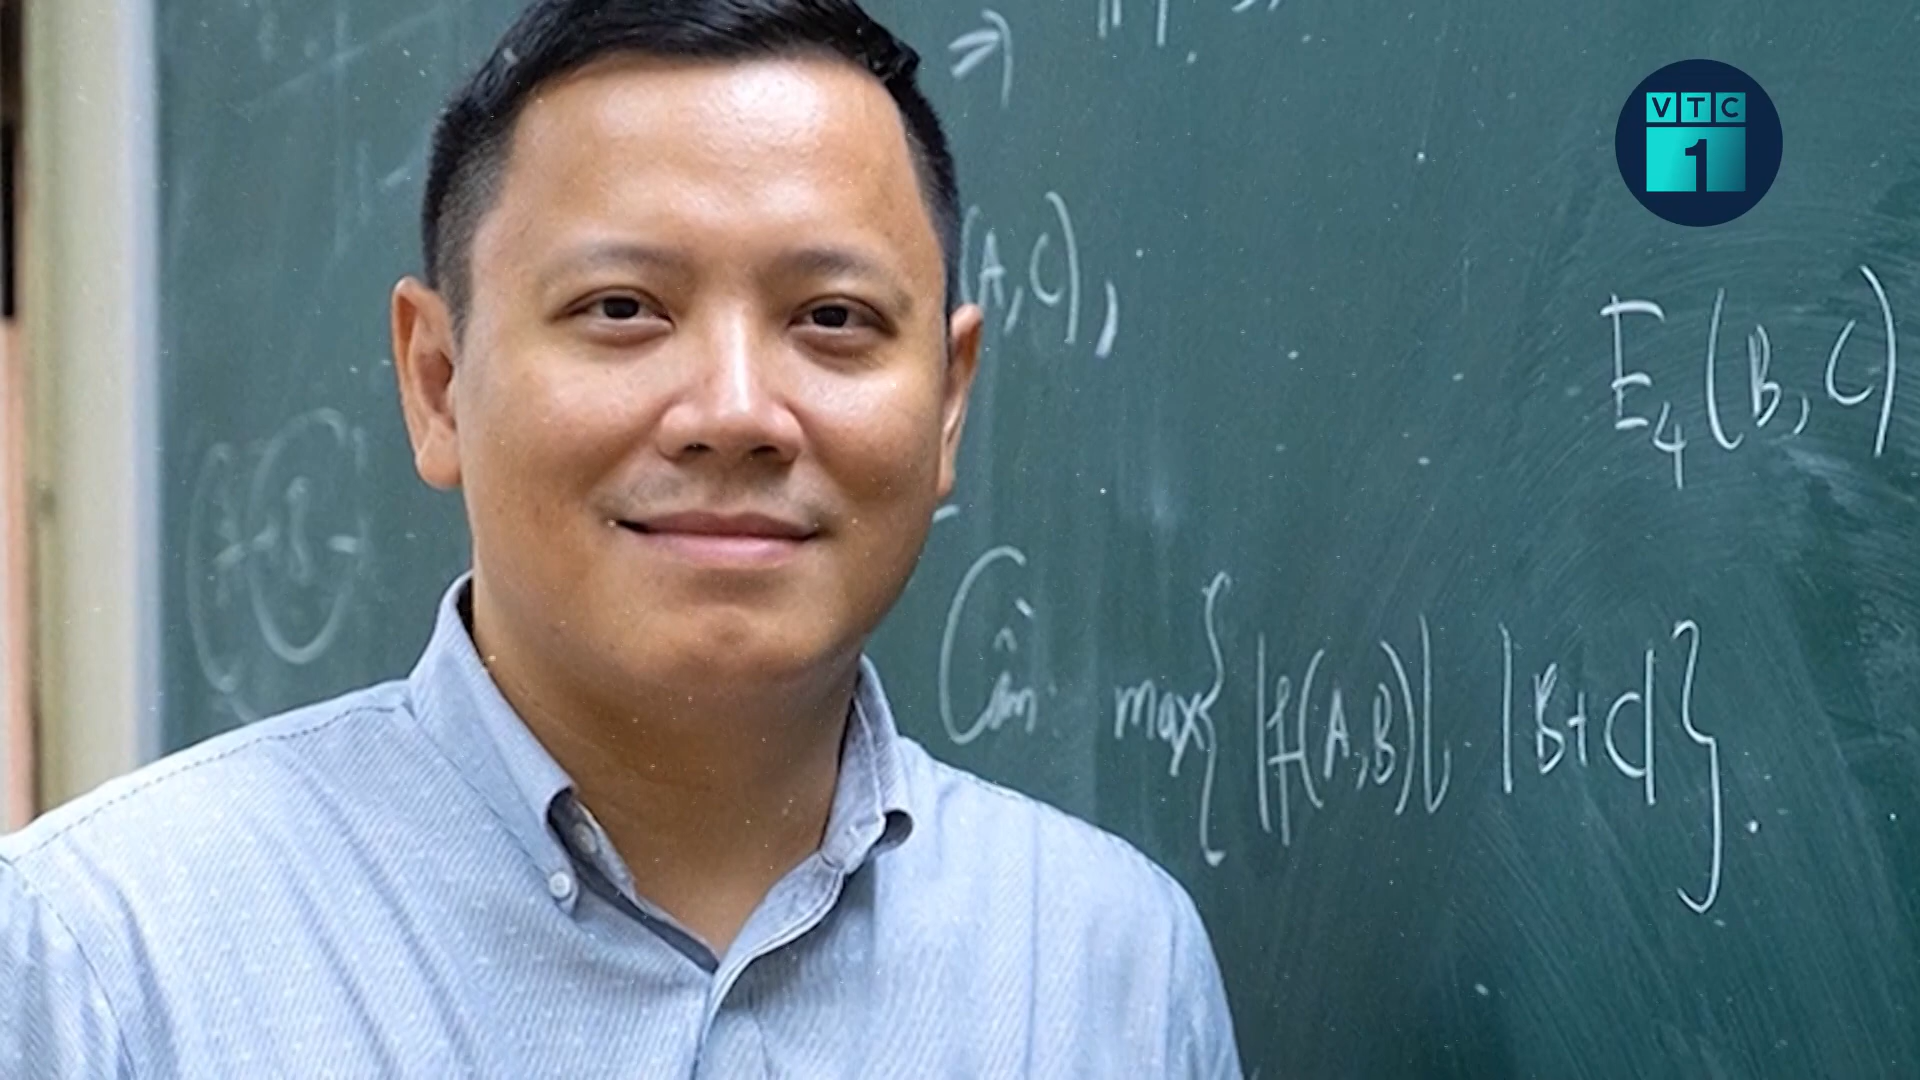 VTC
1
(A,C),
E₄(B,C)
Cần max{|f(A,B)|, |B+C|}.